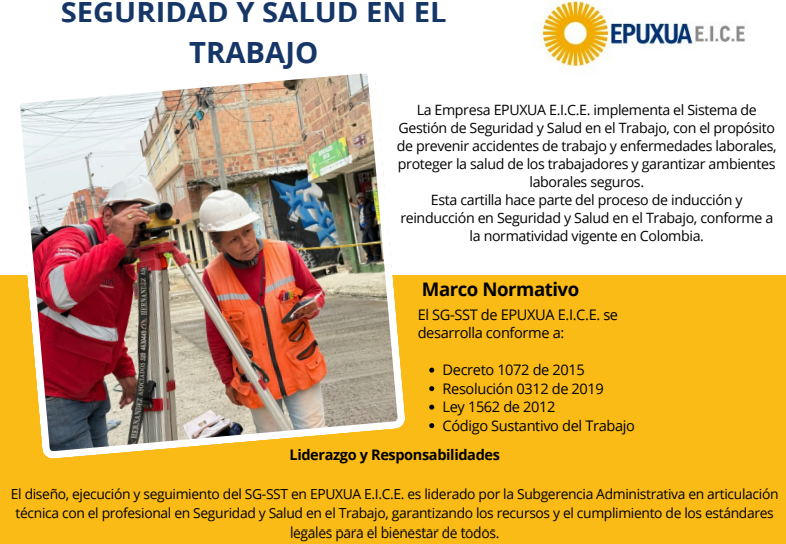 SEGURIDAD Y SALUD EN EL
TRABAJO
EPUXUA E.I.C.E
La Empresa EPUXUA E.I.C.E. implementa el Sistema de
Gestión de Seguridad y Salud en el Trabajo, con el propósito
de prevenir accidentes de trabajo y enfermedades laborales,
proteger la salud de los trabajadores y garantizar ambientes
laborales seguros.
Esta cartilla hace parte del proceso de inducción y
reinducción en Seguridad y Salud en el Trabajo, conforme a
la normatividad vigente en Colombia.
HERNANDEZ ASOCIADOS
Marco Normativo
El SG-SST de EPUXUA E.I.C.E. se
desarrolla conforme a:
• Decreto 1072 de 2015
• Resolución 0312 de 2019
• Ley 1562 de 2012
• Código Sustantivo del Trabajo
Liderazgo y Responsabilidades
El diseño, ejecución y seguimiento del SG-SST en EPUXUA E.I.C.E. es liderado por la Subgerencia Administrativa en articulación
técnica con el profesional en Seguridad y Salud en el Trabajo, garantizando los recursos y el cumplimiento de los estándares
legales para el bienestar de todos.